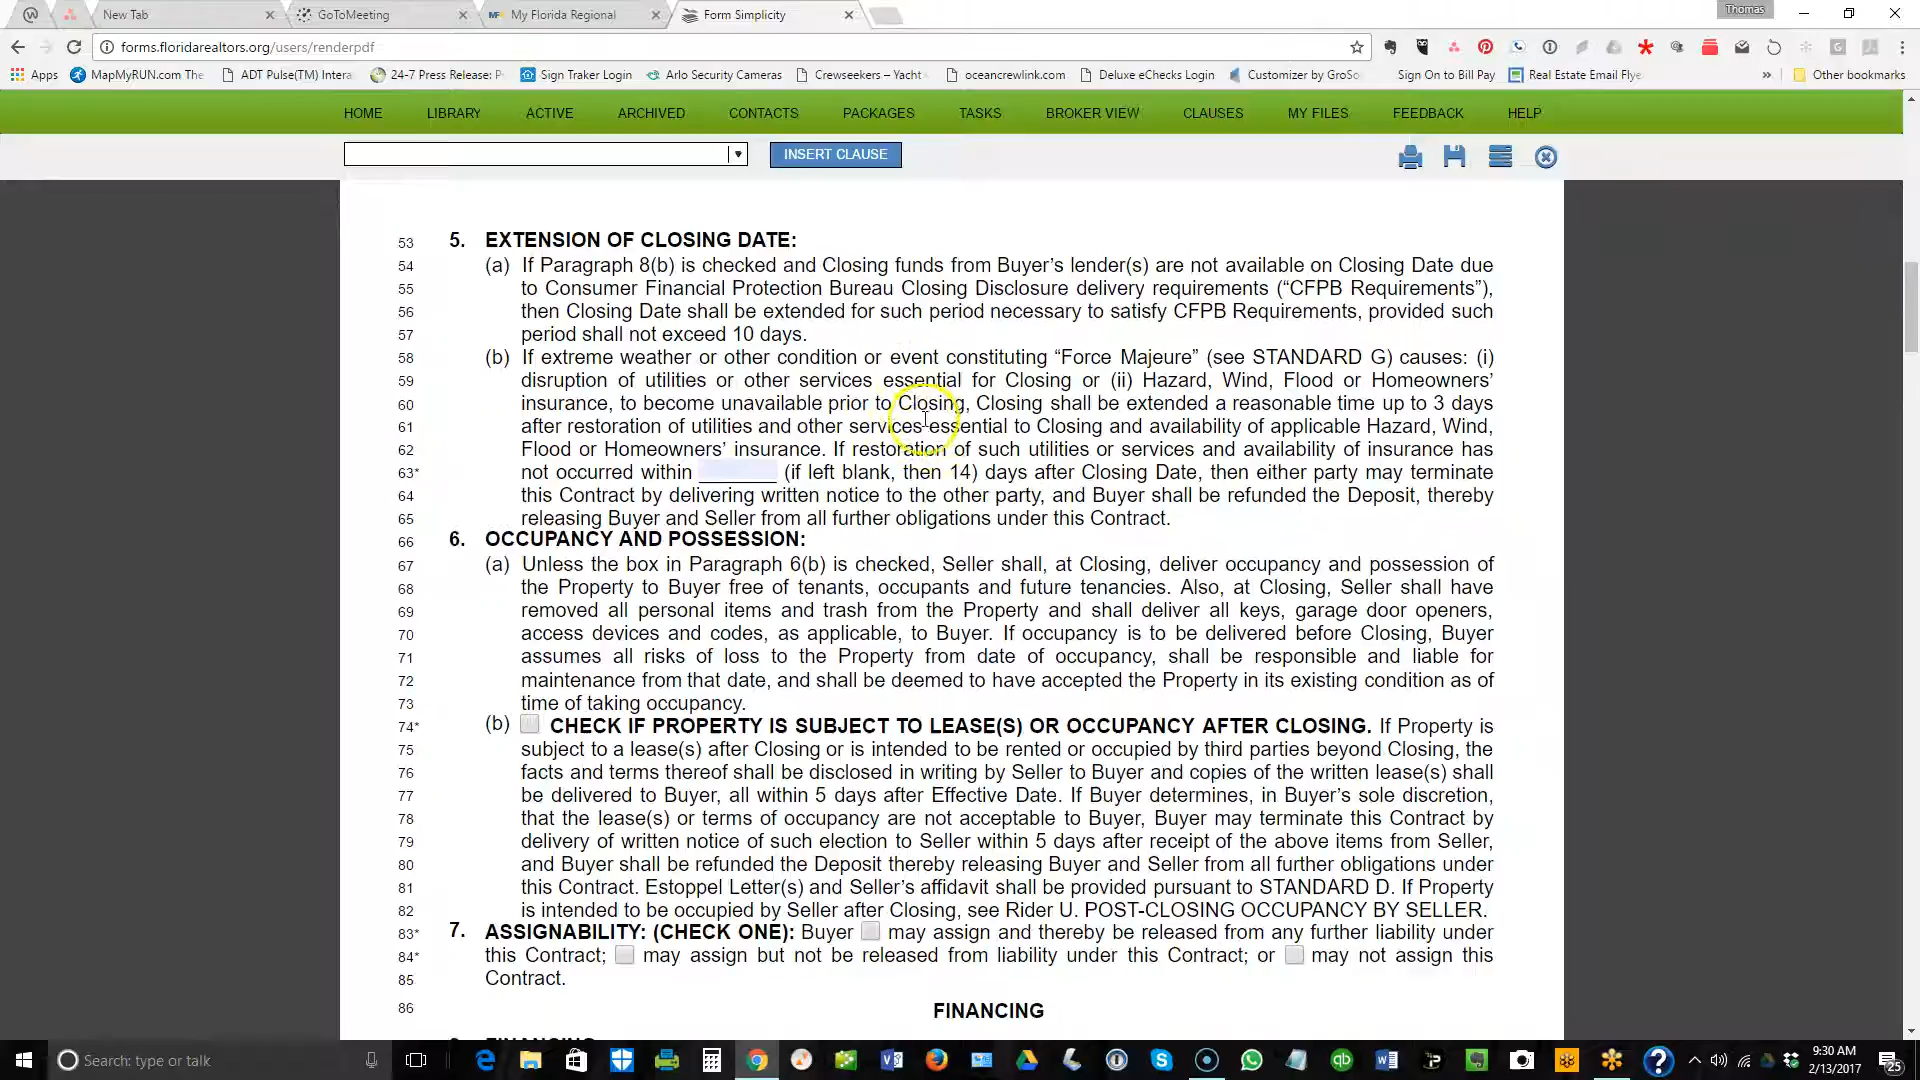 New Tab
GoToMeeting
My Florida Regional
Form Simplicity
Thomas
forms.floridarealtors.org/users/renderpdf
Apps MapMyRUN.com The ADT Pulse(TM) Intera 24-7 Press Release: P Sign Traker Login Arlo Security Cameras Crewseekers – Yacht oceancrewlink.com Deluxe eChecks Login Customizer by GroSo Sign On to Bill Pay Real Estate Email Flye » Other bookmarks
HOME LIBRARY ACTIVE ARCHIVED CONTACTS PACKAGES TASKS BROKER VIEW CLAUSES MY FILES FEEDBACK HELP
INSERT CLAUSE
53 5. EXTENSION OF CLOSING DATE:
54 (a) If Paragraph 8(b) is checked and Closing funds from Buyer’s lender(s) are not available on Closing Date due
55 to Consumer Financial Protection Bureau Closing Disclosure delivery requirements (“CFPB Requirements”),
56 then Closing Date shall be extended for such period necessary to satisfy CFPB Requirements, provided such
57 period shall not exceed 10 days.
58 (b) If extreme weather or other condition or event constituting “Force Majeure” (see STANDARD G) causes: (i)
59 disruption of utilities or other services essential for Closing or (ii) Hazard, Wind, Flood or Homeowners’
60 insurance, to become unavailable prior to Closing, Closing shall be extended a reasonable time up to 3 days
61 after restoration of utilities and other services essential to Closing and availability of applicable Hazard, Wind,
62 Flood or Homeowners’ insurance. If restoration of such utilities or services and availability of insurance has
63* not occurred within ________ (if left blank, then 14) days after Closing Date, then either party may terminate
64 this Contract by delivering written notice to the other party, and Buyer shall be refunded the Deposit, thereby
65 releasing Buyer and Seller from all further obligations under this Contract.
66 6. OCCUPANCY AND POSSESSION:
67 (a) Unless the box in Paragraph 6(b) is checked, Seller shall, at Closing, deliver occupancy and possession of
68 the Property to Buyer free of tenants, occupants and future tenancies. Also, at Closing, Seller shall have
69 removed all personal items and trash from the Property and shall deliver all keys, garage door openers,
70 access devices and codes, as applicable, to Buyer. If occupancy is to be delivered before Closing, Buyer
71 assumes all risks of loss to the Property from date of occupancy, shall be responsible and liable for
72 maintenance from that date, and shall be deemed to have accepted the Property in its existing condition as of
73 time of taking occupancy.
74* (b) CHECK IF PROPERTY IS SUBJECT TO LEASE(S) OR OCCUPANCY AFTER CLOSING. If Property is
75 subject to a lease(s) after Closing or is intended to be rented or occupied by third parties beyond Closing, the
76 facts and terms thereof shall be disclosed in writing by Seller to Buyer and copies of the written lease(s) shall
77 be delivered to Buyer, all within 5 days after Effective Date. If Buyer determines, in Buyer’s sole discretion,
78 that the lease(s) or terms of occupancy are not acceptable to Buyer, Buyer may terminate this Contract by
79 delivery of written notice of such election to Seller within 5 days after receipt of the above items from Seller,
80 and Buyer shall be refunded the Deposit thereby releasing Buyer and Seller from all further obligations under
81 this Contract. Estoppel Letter(s) and Seller’s affidavit shall be provided pursuant to STANDARD D. If Property
82 is intended to be occupied by Seller after Closing, see Rider U. POST-CLOSING OCCUPANCY BY SELLER.
83* 7. ASSIGNABILITY: (CHECK ONE): Buyer may assign and thereby be released from any further liability under
84* this Contract; may assign but not be released from liability under this Contract; or may not assign this
85 Contract.
86 FINANCING
Search: type or talk
9:30 AM
2/13/2017
25